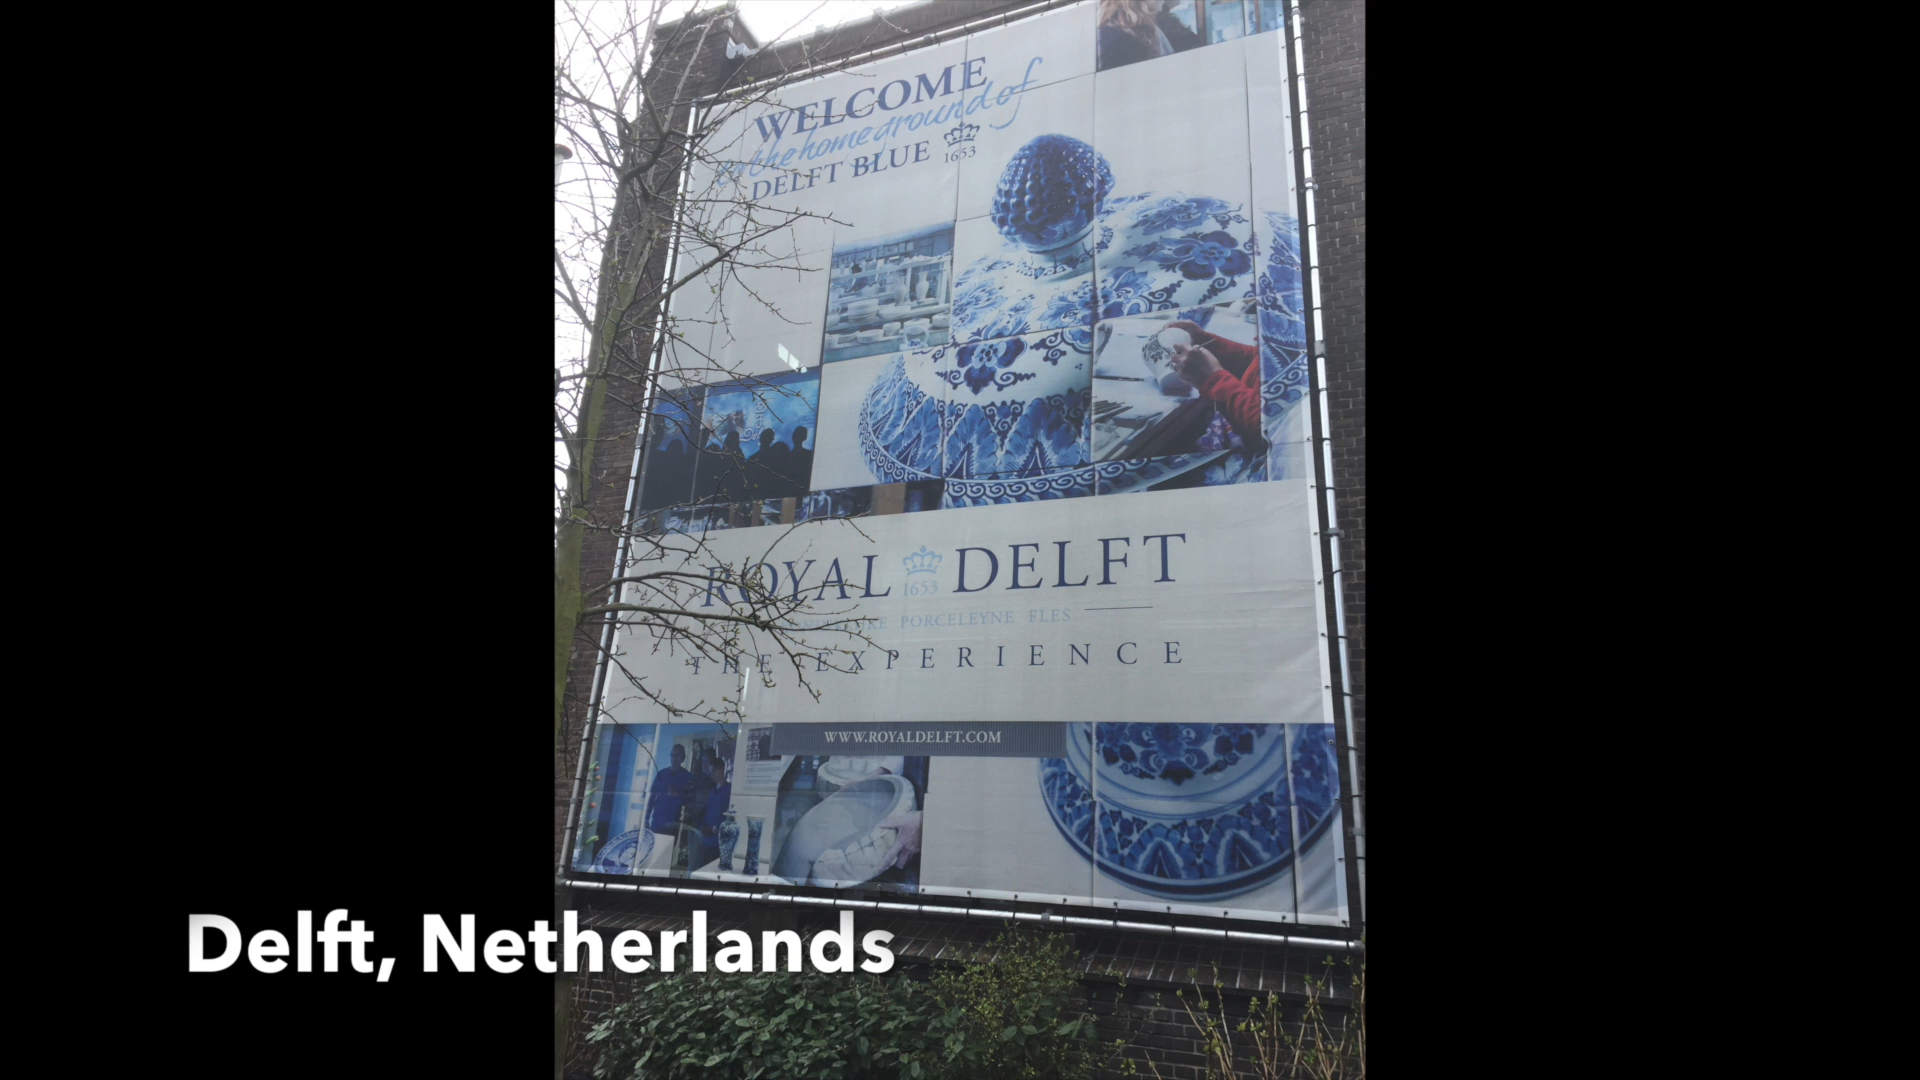 WELCOME
the home ground of
DELFT BLUE 1653
ROYAL 1653 DELFT
PORCELEYNE FLES
THE EXPERIENCE
WWW.ROYALDELFT.COM
Delft, Netherlands